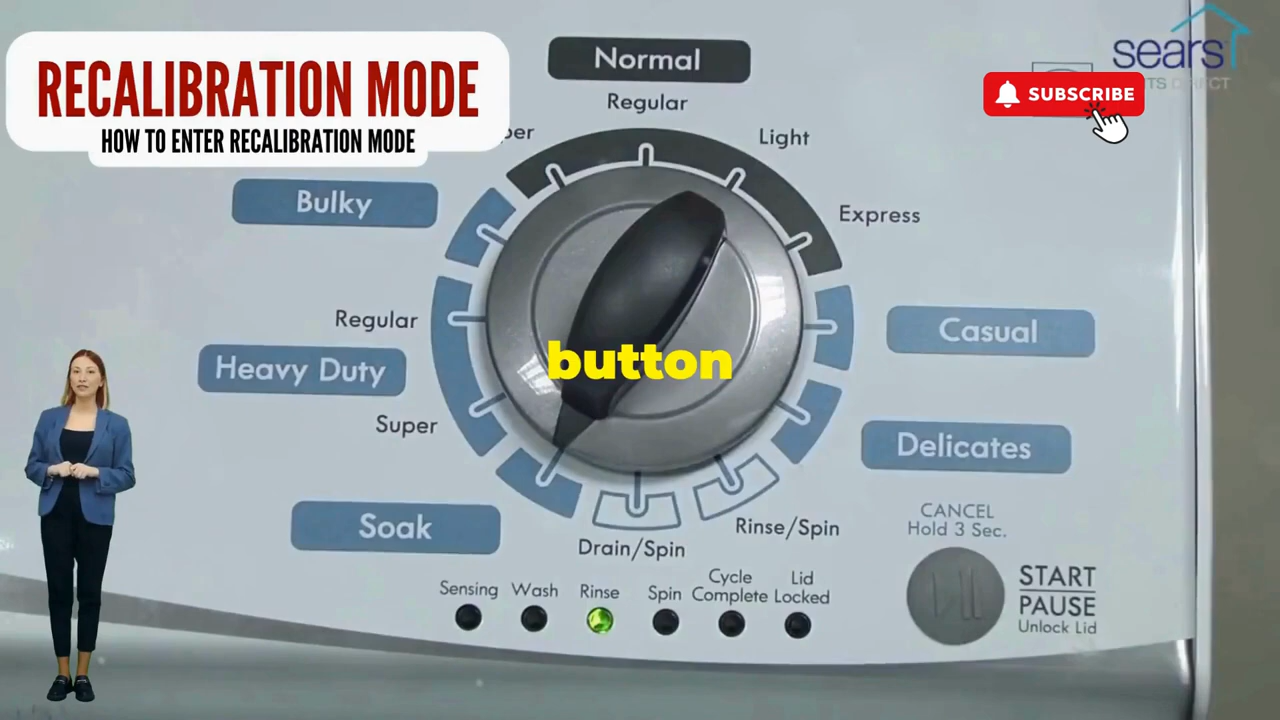 sears
RECALIBRATION MODE
HOW TO ENTER RECALIBRATION MODE
SUBSCRIBE
DIRECT
Normal
Regular
Light
Bulky
Express
Regular
Casual
Heavy Duty
button
Super
Delicates
Soak
CANCEL
Hold 3 Sec.
Rinse/Spin
Drain/Spin
Sensing
Wash
Rinse
Spin
Cycle
Complete
Lid
Locked
START
PAUSE
Unlock Lid